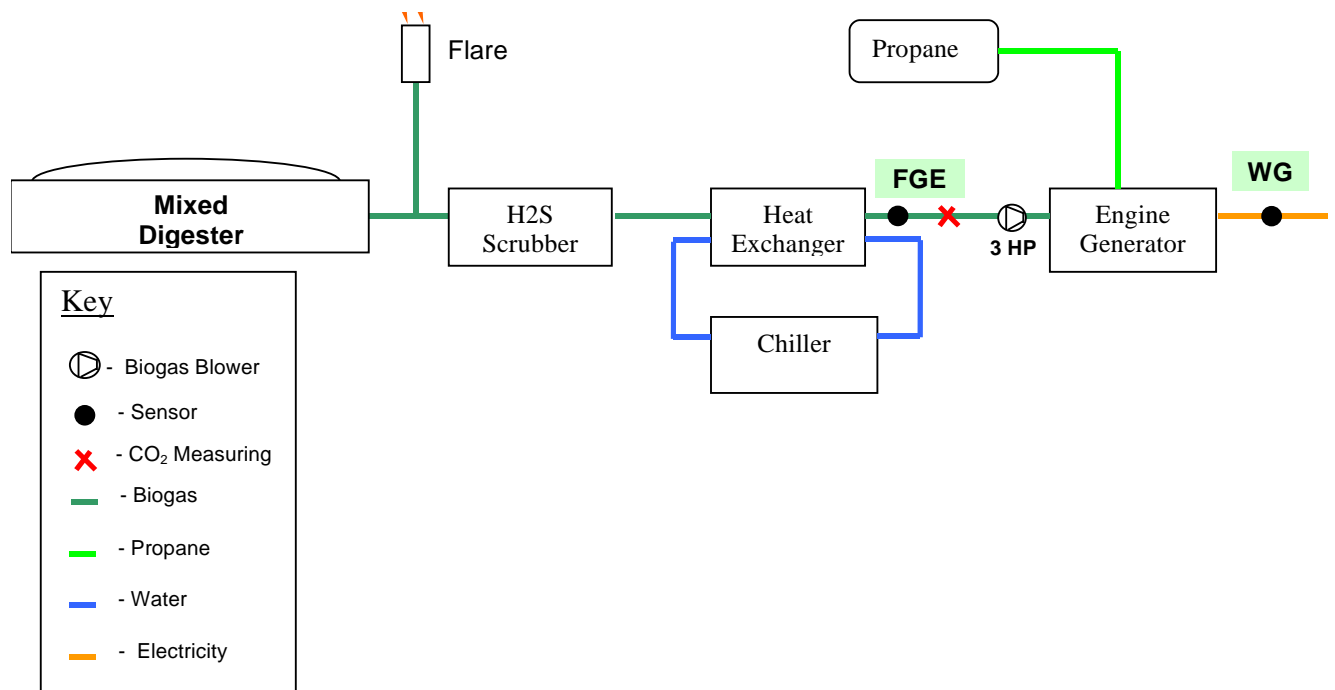 Flare
Propane
Mixed
Digester
H2S
Scrubber
Heat
Exchanger
FGE
3 HP
Engine
Generator
WG
Chiller
Key
- Biogas Blower
- Sensor
- CO₂ Measuring
- Biogas
- Propane
- Water
- Electricity